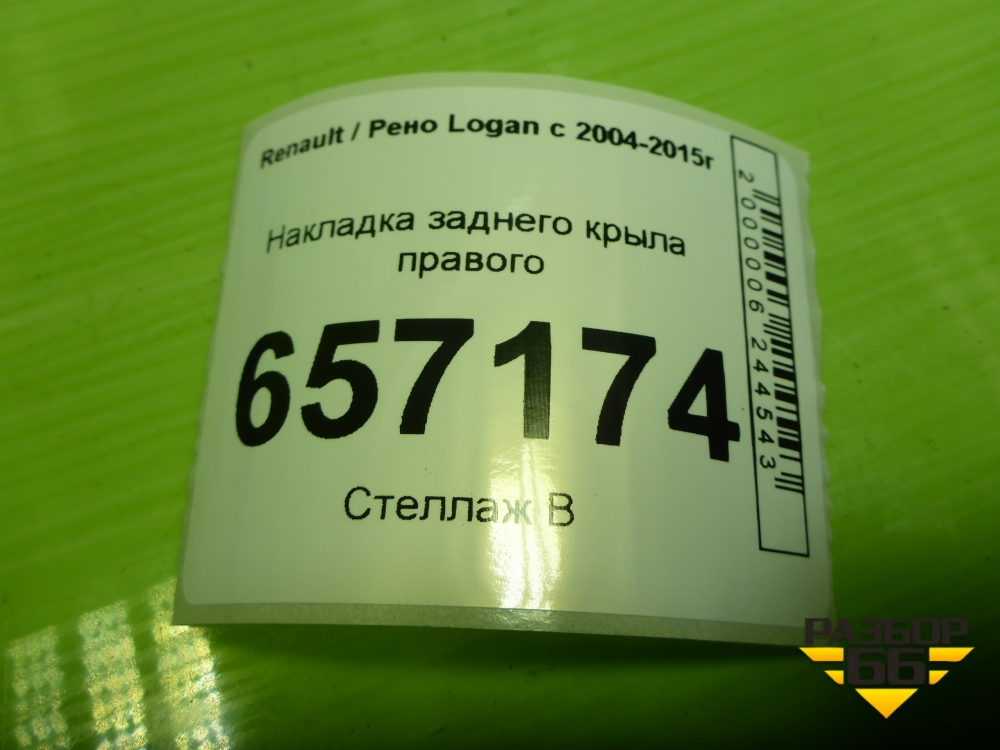 Renault / Рено Logan с 2004-2015г
Накладка заднего крыла
правого
657174
Стеллаж В
2000006244543
РАЗБОР
66